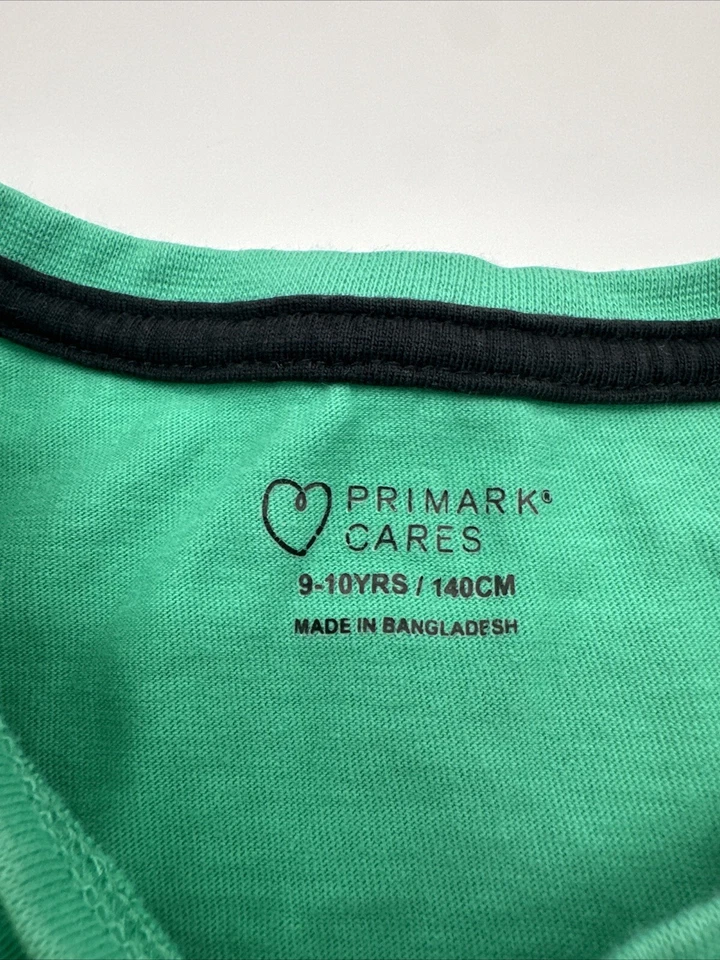 PRIMARK®
CARES
9-10YRS / 140CM
MADE IN BANGLADESH